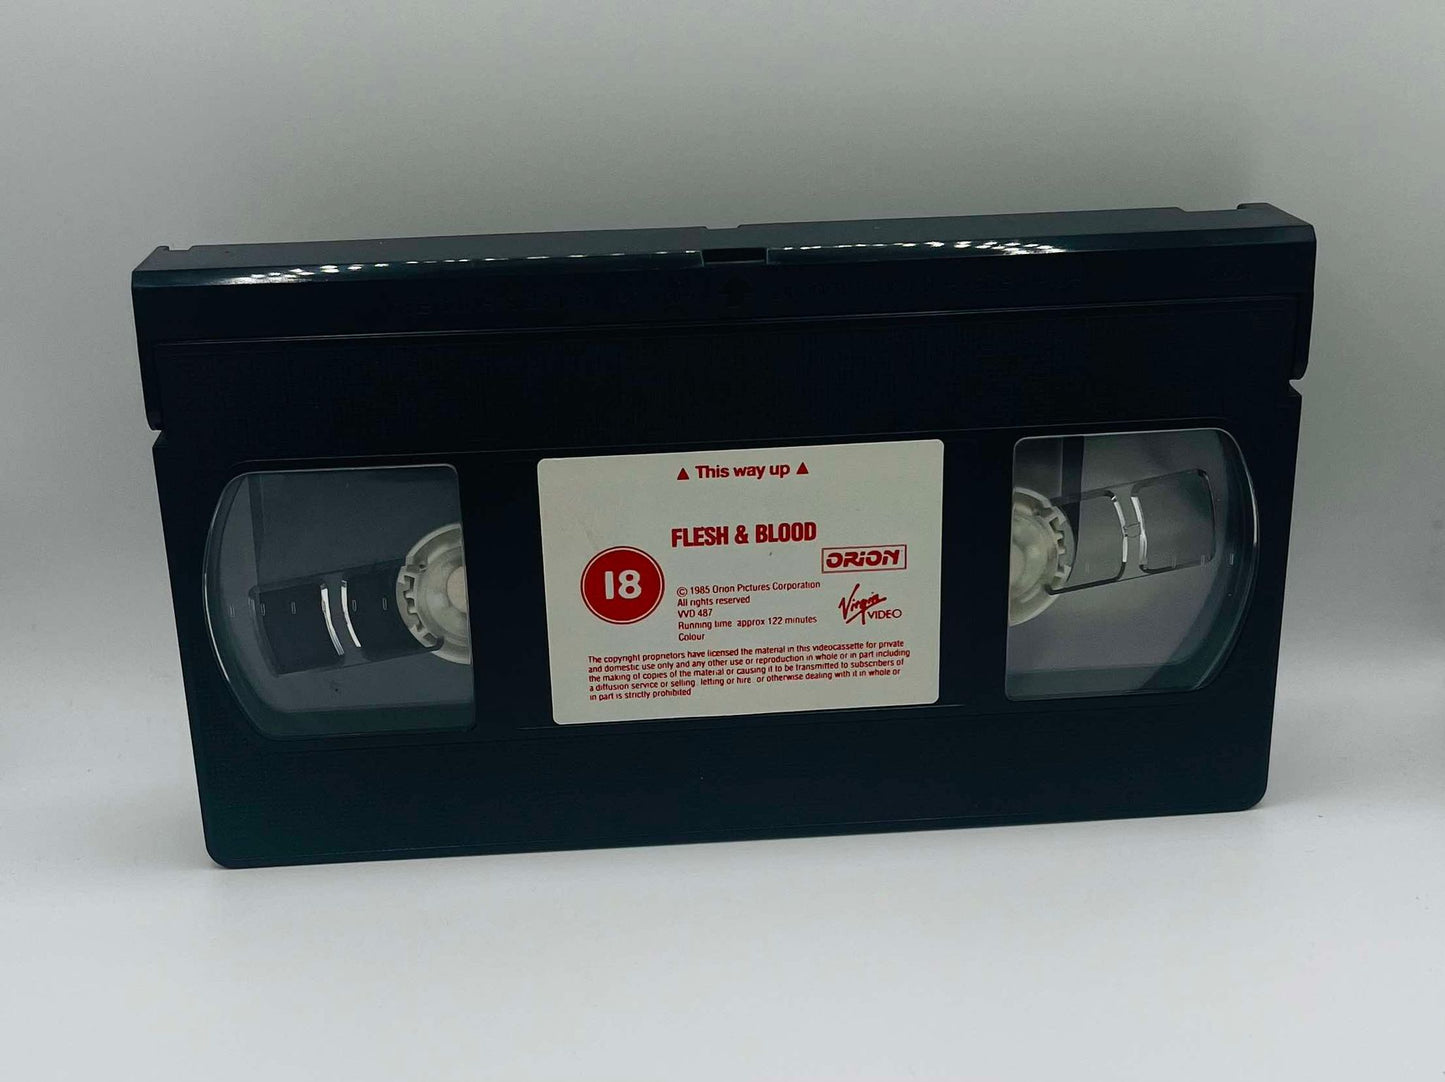 ▲ This way up ▲
FLESH & BLOOD
ORION
18
© 1985 Orion Pictures Corporation
All rights reserved
VVD 487
Running time approx 122 minutes
Colour
Virgin
VIDEO
The copyright proprietors have licensed the material in this videocassette for private
and domestic use only and any other use or reproduction in whole or in part including
the making of copies of the material or causing it to be transmitted to subscribers of
a diffusion service or selling, letting or hire, or otherwise dealing with it in whole or
in part is strictly prohibited